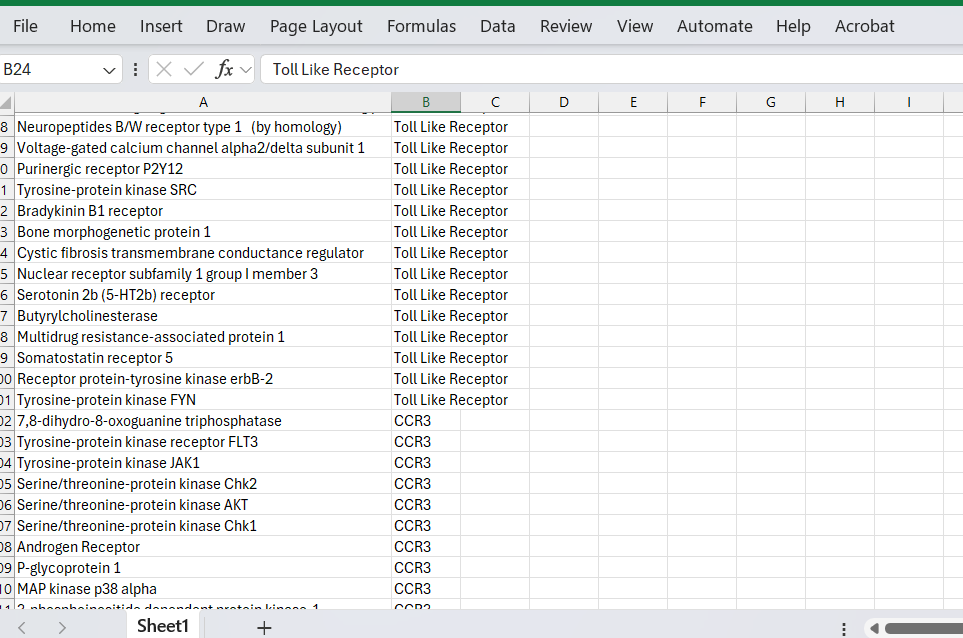 File Home Insert Draw Page Layout Formulas Data Review View Automate Help Acrobat
B24 fx Toll Like Receptor
A B C D E F G H I
8 Neuropeptides B/W receptor type 1 (by homology) Toll Like Receptor
9 Voltage-gated calcium channel alpha2/delta subunit 1 Toll Like Receptor
0 Purinergic receptor P2Y12 Toll Like Receptor
1 Tyrosine-protein kinase SRC Toll Like Receptor
2 Bradykinin B1 receptor Toll Like Receptor
3 Bone morphogenetic protein 1 Toll Like Receptor
4 Cystic fibrosis transmembrane conductance regulator Toll Like Receptor
5 Nuclear receptor subfamily 1 group I member 3 Toll Like Receptor
6 Serotonin 2b (5-HT2b) receptor Toll Like Receptor
7 Butyrylcholinesterase Toll Like Receptor
8 Multidrug resistance-associated protein 1 Toll Like Receptor
9 Somatostatin receptor 5 Toll Like Receptor
00 Receptor protein-tyrosine kinase erbB-2 Toll Like Receptor
01 Tyrosine-protein kinase FYN Toll Like Receptor
02 7,8-dihydro-8-oxoguanine triphosphatase CCR3
03 Tyrosine-protein kinase receptor FLT3 CCR3
04 Tyrosine-protein kinase JAK1 CCR3
05 Serine/threonine-protein kinase Chk2 CCR3
06 Serine/threonine-protein kinase AKT CCR3
07 Serine/threonine-protein kinase Chk1 CCR3
08 Androgen Receptor CCR3
09 P-glycoprotein 1 CCR3
10 MAP kinase p38 alpha CCR3
11 3-phosphoinositide dependent protein kinase-1 CCR3
Sheet1